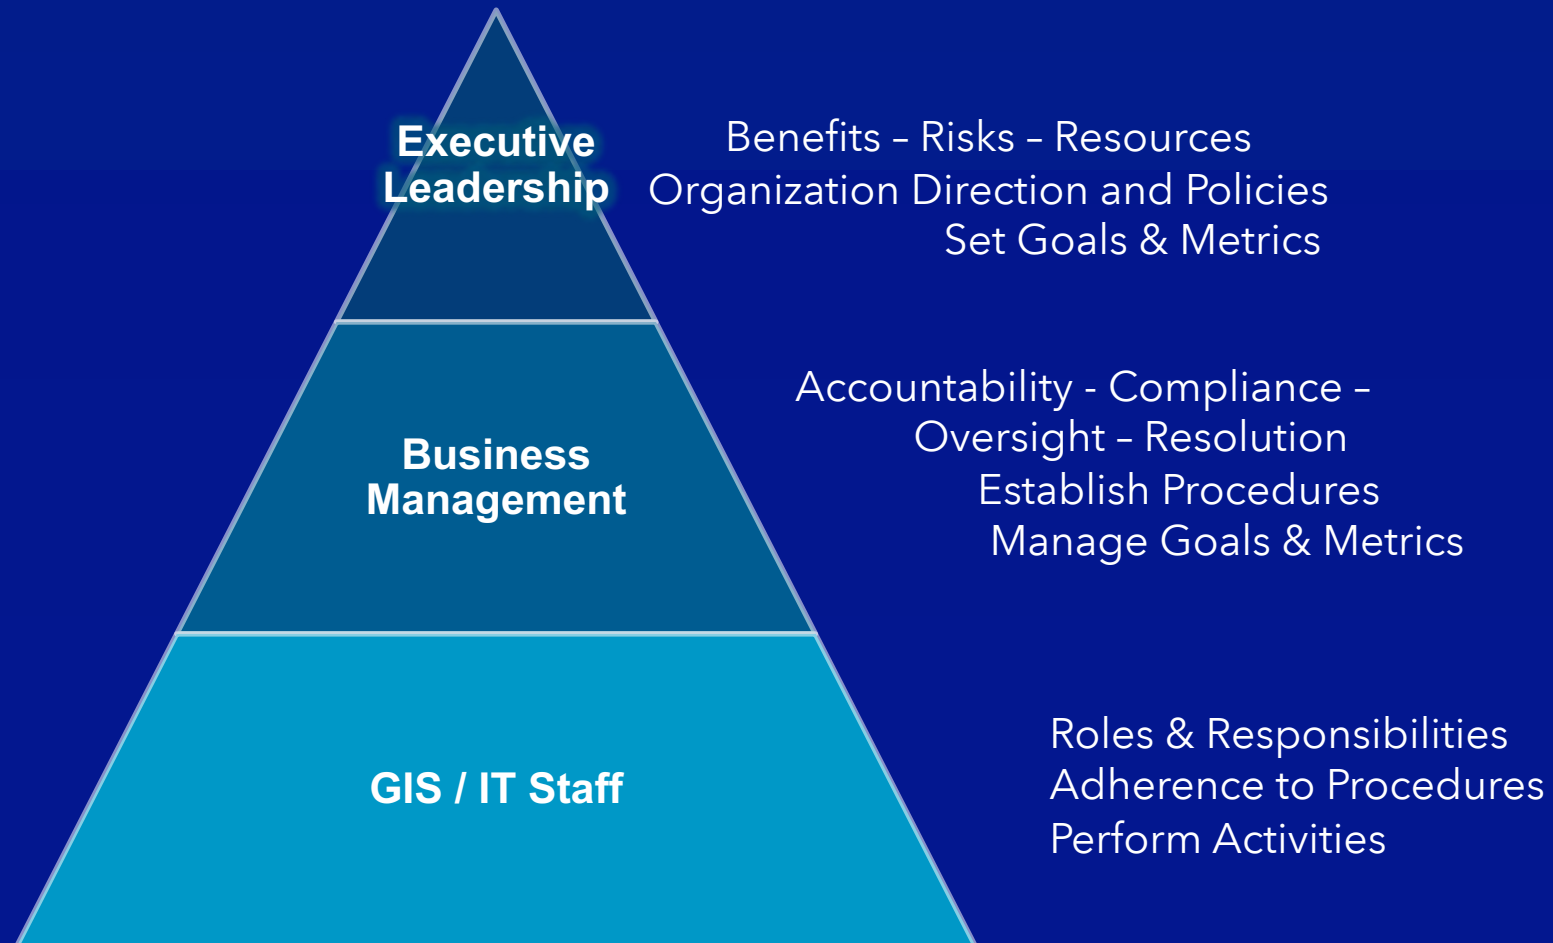 Executive
Leadership
Benefits – Risks – Resources
Organization Direction and Policies
Set Goals & Metrics
Business
Management
Accountability - Compliance –
Oversight – Resolution
Establish Procedures
Manage Goals & Metrics
GIS / IT Staff
Roles & Responsibilities
Adherence to Procedures
Perform Activities